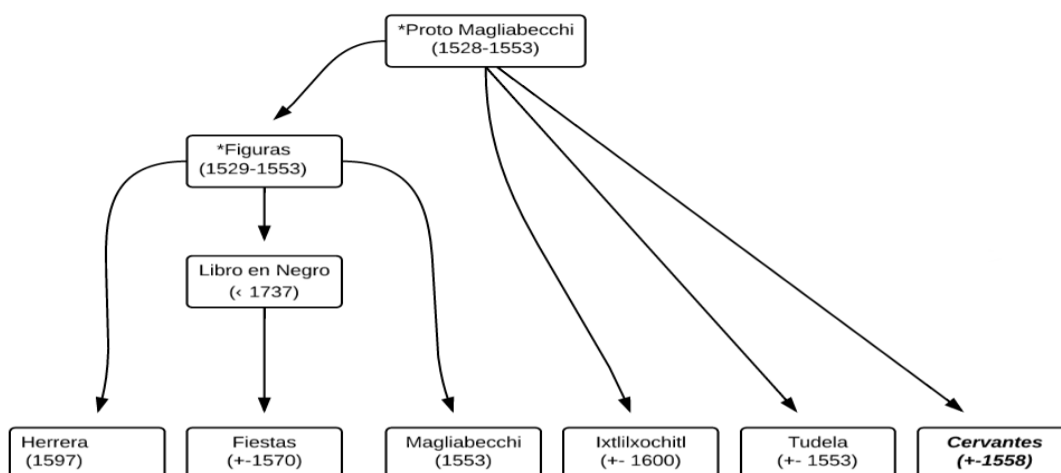 *Proto Magliabecchi
(1528-1553)
*Figuras
(1529-1553)
Libro en Negro
(‹ 1737)
Herrera
(1597)
Fiestas
(+-1570)
Magliabecchi
(1553)
Ixtlilxochitl
(+- 1600)
Tudela
(+- 1553)
Cervantes
(+-1558)